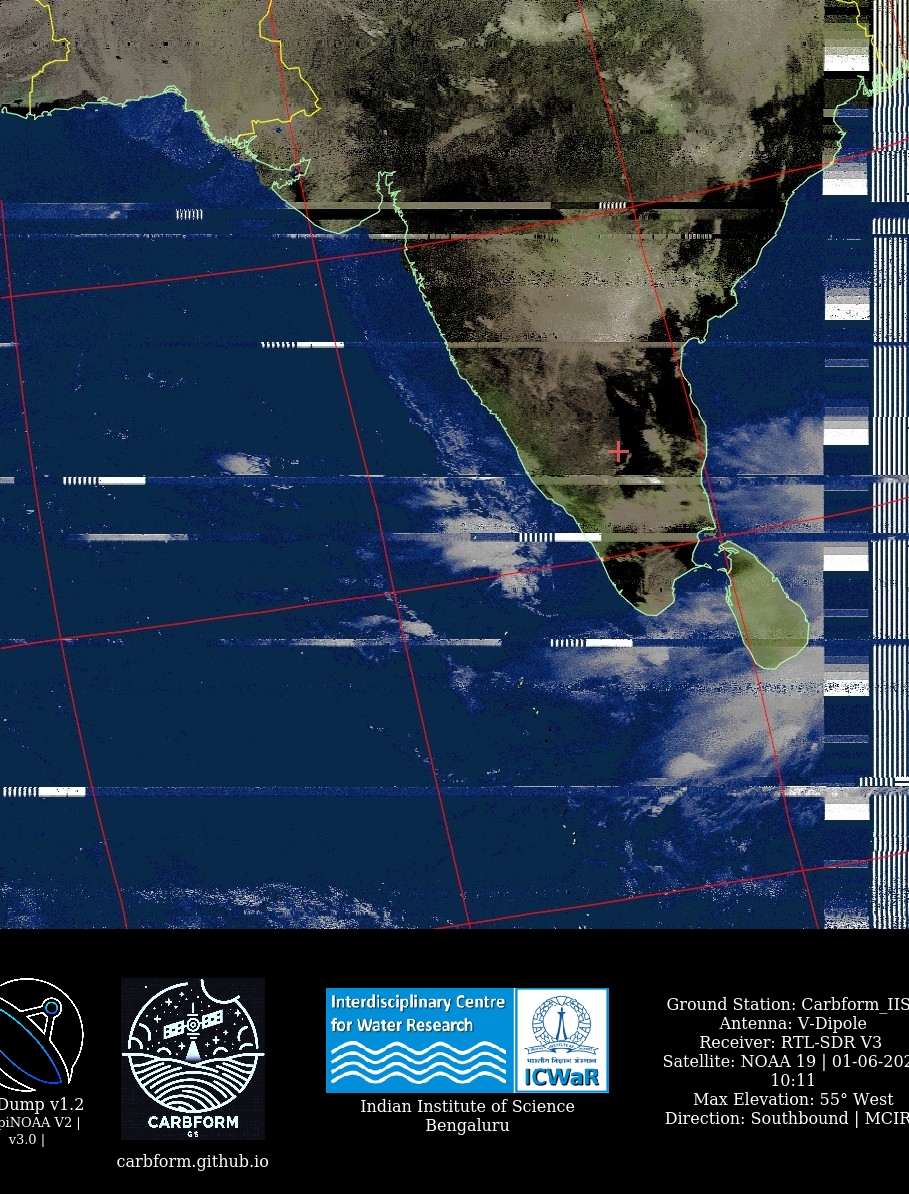 Dump v1.2
piNOAA V2 |
v3.0 |
CARBFORM
GS
carbform.github.io
Interdisciplinary Centre
for Water Research
भारतीय विज्ञान संस्थान
ICWaR
Indian Institute of Science
Bengaluru
Ground Station: Carbform_IIS
Antenna: V-Dipole
Receiver: RTL-SDR V3
Satellite: NOAA 19 | 01-06-202
10:11
Max Elevation: 55° West
Direction: Southbound | MCIR